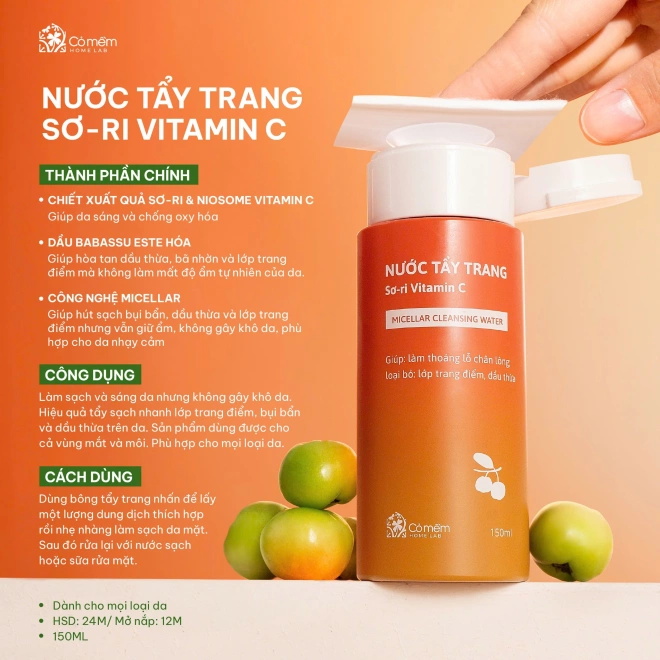 Cỏ mềm
HOME LAB
NƯỚC TẨY TRANG
SƠ-RI VITAMIN C
THÀNH PHẦN CHÍNH
• CHIẾT XUẤT QUẢ SƠ-RI & NIOSOME VITAMIN C
Giúp da sáng và chống oxy hóa
• DẦU BABASSU ESTE HÓA
Giúp hòa tan dầu thừa, bã nhờn và lớp trang
điểm mà không làm mất độ ẩm tự nhiên của da.
• CÔNG NGHỆ MICELLAR
Giúp hút sạch bụi bẩn, dầu thừa và lớp trang
điểm nhưng vẫn giữ ẩm, không gây khô da, phù
hợp cho da nhạy cảm
CÔNG DỤNG
Làm sạch và sáng da nhưng không gây khô da.
Hiệu quả tẩy sạch nhanh lớp trang điểm, bụi bẩn
và dầu thừa trên da. Sản phẩm dùng được cho
cả vùng mắt và môi. Phù hợp cho mọi loại da.
CÁCH DÙNG
Dùng bông tẩy trang nhấn để lấy
một lượng dung dịch thích hợp
rồi nhẹ nhàng làm sạch da mặt.
Sau đó rửa lại với nước sạch
hoặc sữa rửa mặt.
• Dành cho mọi loại da
• HSD: 24M/ Mở nắp: 12M
• 150ML
NƯỚC TẨY TRANG
Sơ-ri Vitamin C
MICELLAR CLEANSING WATER
Giúp: làm thoáng lỗ chân lông
loại bỏ: lớp trang điểm, dầu thừa
Cỏ mềm
HOME LAB
150ml